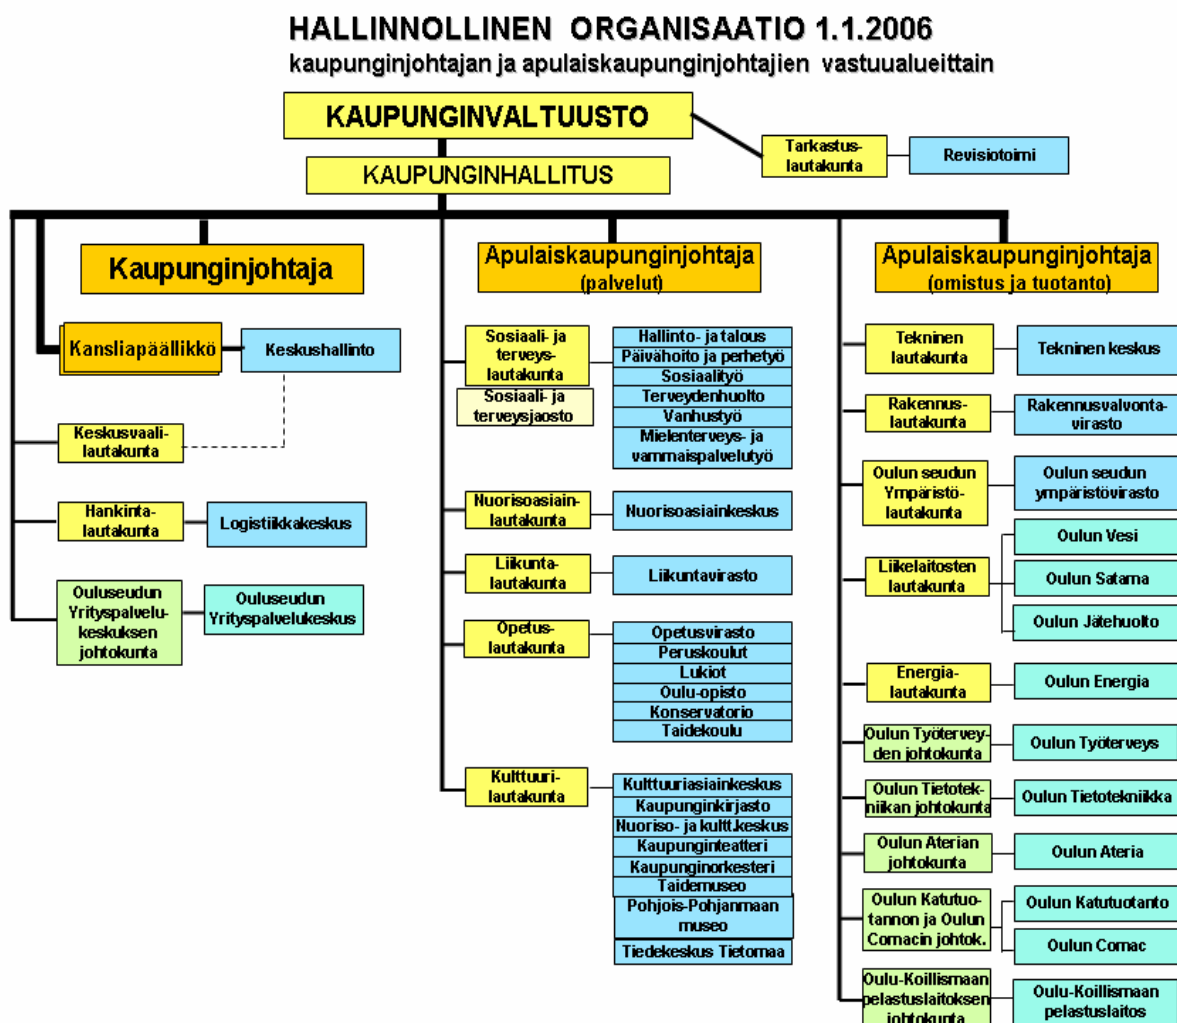 HALLINNOLLINEN ORGANISAATIO 1.1.2006
kaupunginjohtajan ja apulaiskaupunginjohtajien vastuualueittain
KAUPUNGINVALTUUSTO
Tarkastus-
lautakunta
Revisiotoimi
KAUPUNGINHALLITUS
Kaupunginjohtaja
Kansliapäällikkö
Keskushallinto
Keskusvaali-
lautakunta
Hankinta-
lautakunta
Logistiikkakeskus
Ouluseudun
Yrityspalvelu-
keskuksen
johtokunta
Ouluseudun
Yrityspalvelukeskus
Apulaiskaupunginjohtaja
(palvelut)
Sosiaali- ja
terveys-
lautakunta
Sosiaali- ja
terveysjaosto
Hallinto- ja talous
Päivähoito ja perhetyö
Sosiaalityö
Terveydenhuolto
Vanhustyö
Mielenterveys- ja
vammaispalvelutyö
Nuorisoasiain-
lautakunta
Nuorisoasiainkeskus
Liikunta-
lautakunta
Liikuntavirasto
Opetus-
lautakunta
Opetusvirasto
Peruskoulut
Lukiot
Oulu-opisto
Konservatorio
Taidekoulu
Kulttuuri-
lautakunta
Kulttuuriasiainkeskus
Kaupunginkirjasto
Nuoriso- ja kultt.keskus
Kaupunginteatteri
Kaupunginorkesteri
Taidemuseo
Pohjois-Pohjanmaan
museo
Tiedekeskus Tietomaa
Apulaiskaupunginjohtaja
(omistus ja tuotanto)
Tekninen
lautakunta
Tekninen keskus
Rakennus-
lautakunta
Rakennusvalvonta-
virasto
Oulun seudun
Ympäristö-
lautakunta
Oulun seudun
ympäristövirasto
Liikelaitosten
lautakunta
Oulun Vesi
Oulun Satama
Oulun Jätehuolto
Energia-
lautakunta
Oulun Energia
Oulun Työtervey-
den johtokunta
Oulun Työterveys
Oulun Tietotek-
niikan johtokunta
Oulun Tietotekniikka
Oulun Aterian
johtokunta
Oulun Ateria
Oulun Katutuo-
tannon ja Oulun
Comacin johtok.
Oulun Katutuotanto
Oulun Comac
Oulu-Koillismaan
pelastuslaitoksen
johtokunta
Oulu-Koillismaan
pelastuslaitos